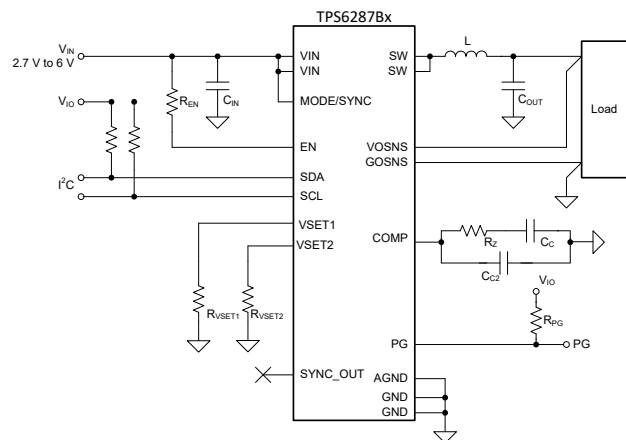 TPS6287Bx
VIN
2.7 V to 6 V
VIN
VIN
SW
SW
L
REN
CIN
COUT
Load
MODE/SYNC
VIO
EN
VOSNS
GOSNS
I2C
SDA
SCL
VSET1
VSET2
COMP
RZ
CC
CC2
VIO
RVSET1
RVSET2
RPG
PG
PG
SYNC_OUT
AGND
GND
GND